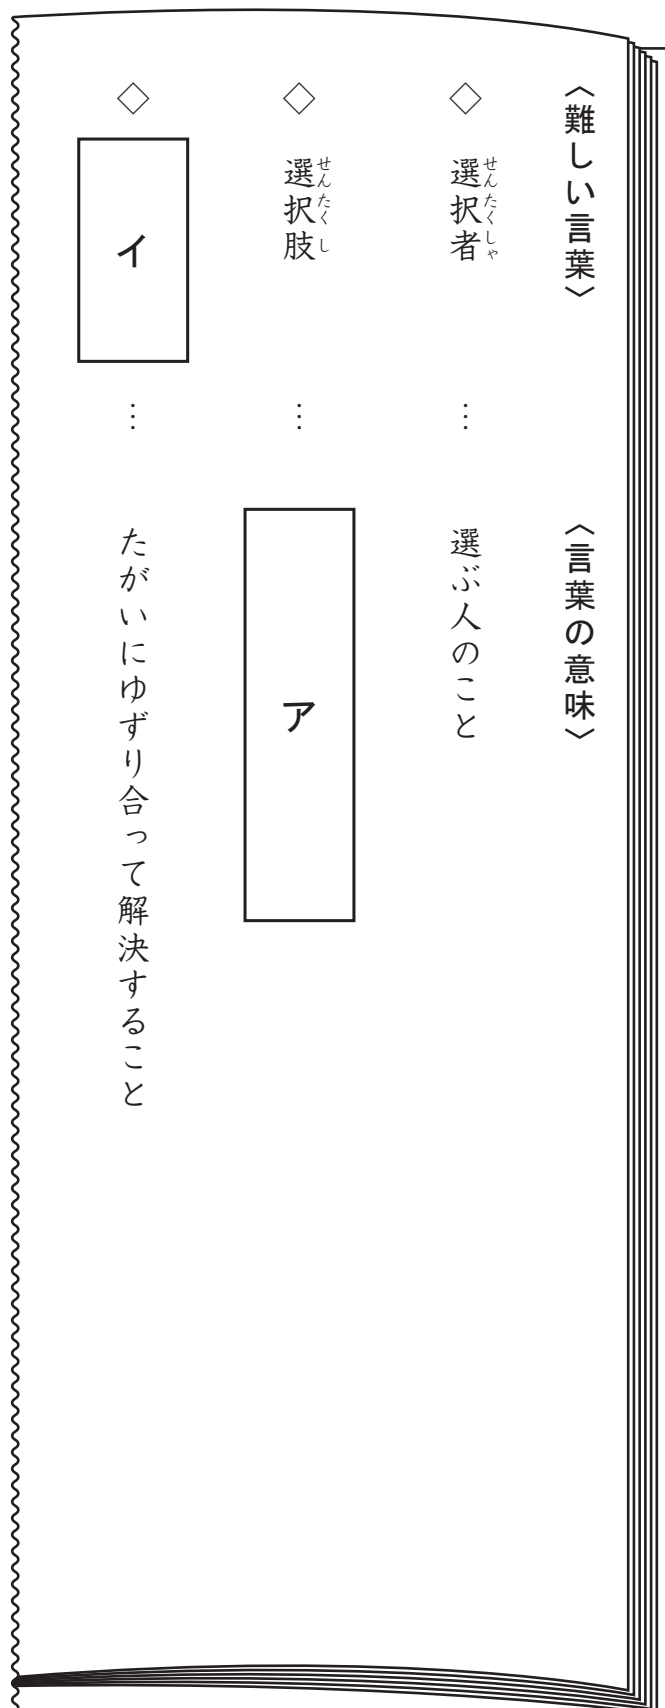 〈難しい言葉〉 〈言葉の意味〉
◇ 選択者 … 選ぶ人のこと
◇ 選択肢 … ア
◇ イ … たがいにゆずり合って解決すること